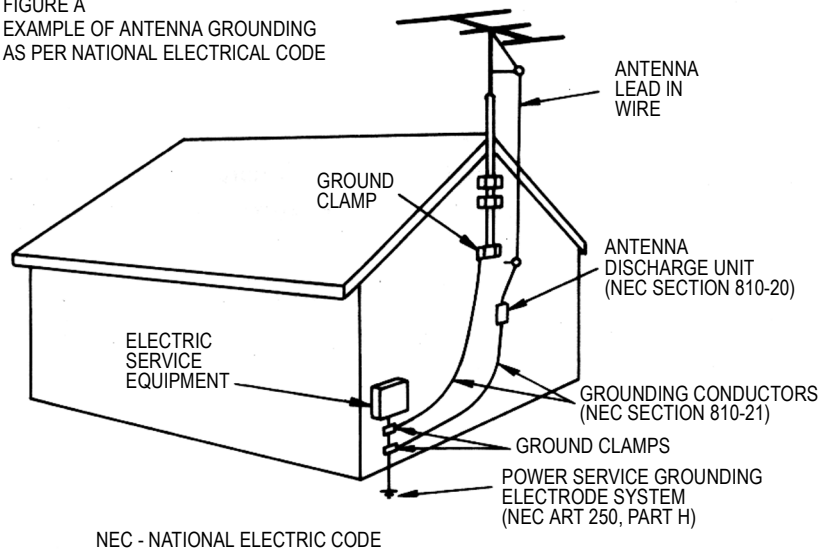 FIGURE A
EXAMPLE OF ANTENNA GROUNDING
AS PER NATIONAL ELECTRICAL CODE
ANTENNA
LEAD IN
WIRE
GROUND
CLAMP
ANTENNA
DISCHARGE UNIT
(NEC SECTION 810-20)
ELECTRIC
SERVICE
EQUIPMENT
GROUNDING CONDUCTORS
(NEC SECTION 810-21)
GROUND CLAMPS
POWER SERVICE GROUNDING
ELECTRODE SYSTEM
(NEC ART 250, PART H)
NEC - NATIONAL ELECTRIC CODE